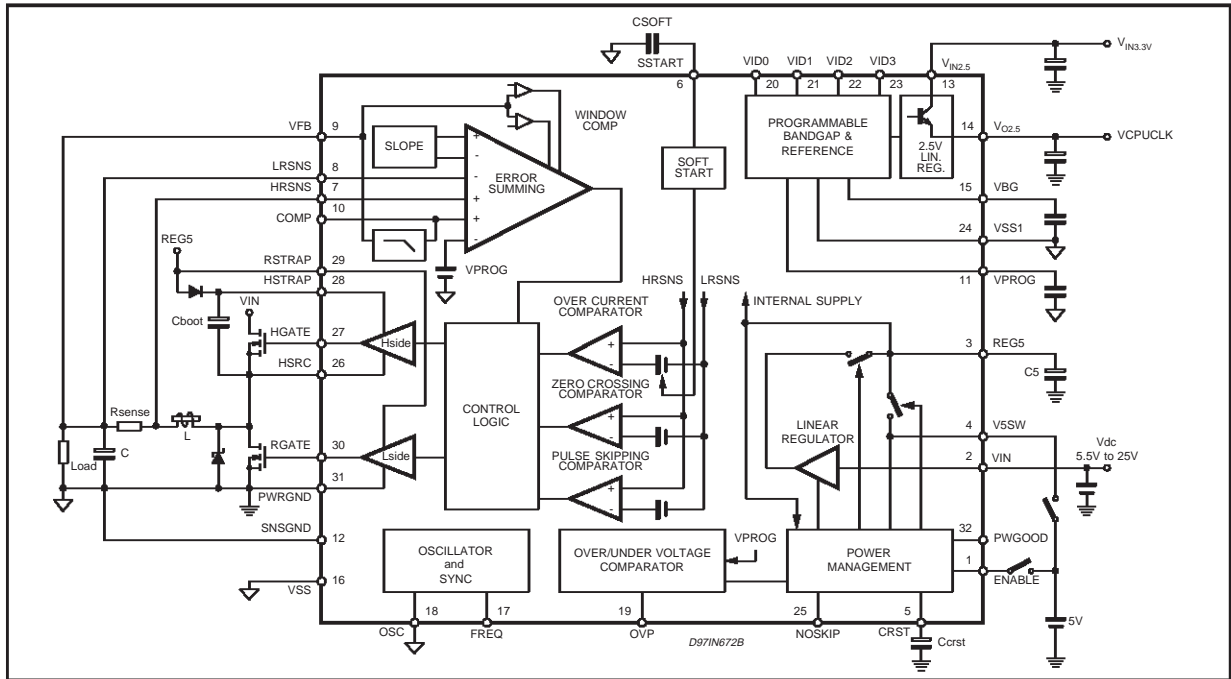 CSOFT
SSTART
6
VID0 VID1 VID2 VID3
20 21 22 23
VIN2.5
13
VIN3.3V
VFB 9
SLOPE
+
-
WINDOW COMP
PROGRAMMABLE
BANDGAP &
REFERENCE
2.5V
LIN.
REG.
14 VO2.5
VCPUCLK
LRSNS 8
-
HRSNS 7
+
ERROR
SUMMING
SOFT
START
COMP 10
+
-
15 VBG
24 VSS1
REG5
VPROG
11 VPROG
RSTRAP 29
HSTRAP 28
HRSNS LRSNS
INTERNAL SUPPLY
VIN
Cboot
HGATE 27
Hside
HSRC 26
OVER CURRENT
COMPARATOR
+
-
ZERO CROSSING
COMPARATOR
+
-
PULSE SKIPPING
COMPARATOR
+
-
CONTROL
LOGIC
3 REG5
C5
LINEAR
REGULATOR
4 V5SW
Vdc
5.5V to 25V
2 VIN
Rsense
L
Load
C
RGATE 30
Lside
31
PWRGND
SNSGND
12
OSCILLATOR
and
SYNC
OVER/UNDER VOLTAGE
COMPARATOR
VPROG
POWER
MANAGEMENT
32
PWGOOD
1
ENABLE
16
VSS
18
OSC
17
FREQ
19
OVP
25
NOSKIP
5
CRST
Ccrst
5V
D97IN672B